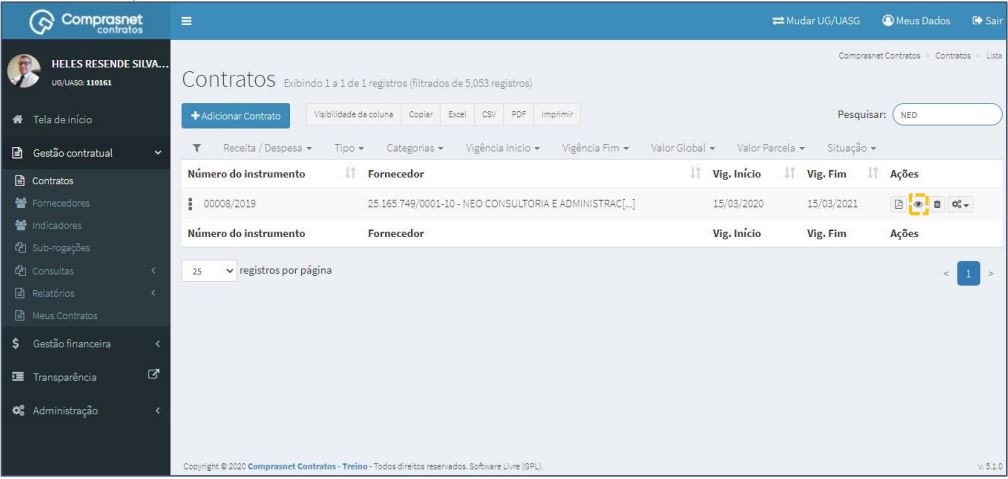 Comprasnet
contratos
Mudar UG/UASG Meus Dados Sair
HELES RESENDE SILVA...
UG/UASG: 110161
Comprasnet Contratos > Contratos > Lista
Contratos Exibindo 1 a 1 de 1 registros (filtrados de 5,053 registros)
Tela de início
Adicionar Contrato Visibilidade da coluna Copiar Excel CSV PDF Imprimir Pesquisar: NEO
Gestão contratual
Receita / Despesa Tipo Categorias Vigência Inicio Vigência Fim Valor Global Valor Parcela Situação
Contratos
Número do instrumento Fornecedor Vig. Início Vig. Fim Ações
Fornecedores
00008/2019 25.165.749/0001-10 - NEO CONSULTORIA E ADMINISTRAC[...] 15/03/2020 15/03/2021
Indicadores
Número do instrumento Fornecedor Vig. Início Vig. Fim Ações
Sub-rogações
Consultas <
25 registros por página < 1 >
Relatórios <
Meus Contratos
Gestão financeira <
Transparência
Administração <
Copyright © 2020 Comprasnet Contratos - Treino - Todos direitos reservados. Software Livre (GPL). v. 5.1.0